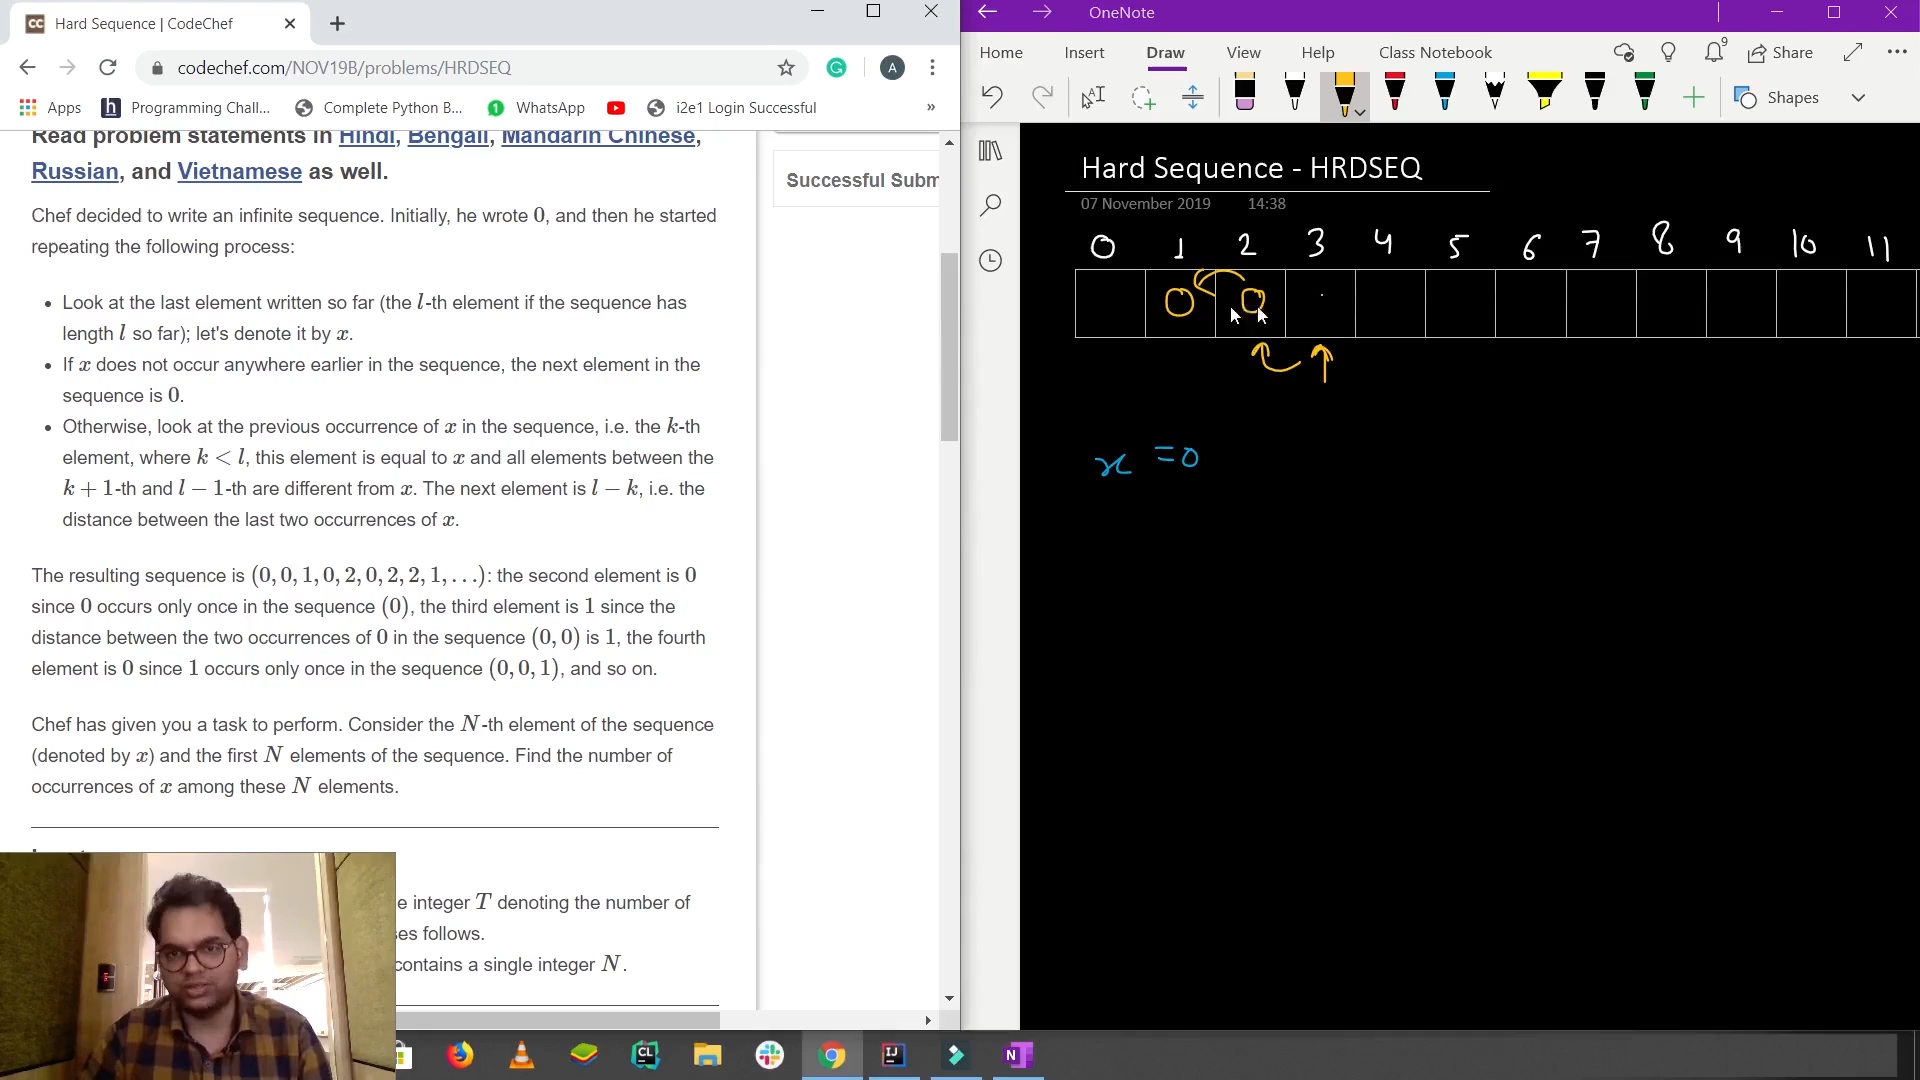 Hard Sequence | CodeChef
codechef.com/NOV19B/problems/HRDSEQ
A
Apps
Programming Chall...
Complete Python B...
WhatsApp
i2e1 Login Successful
»
Read problem statements in Hindi, Bengali, Mandarin Chinese,
Russian, and Vietnamese as well.
Chef decided to write an infinite sequence. Initially, he wrote 0, and then he started
repeating the following process:
• Look at the last element written so far (the l-th element if the sequence has
length l so far); let's denote it by x.
• If x does not occur anywhere earlier in the sequence, the next element in the
sequence is 0.
• Otherwise, look at the previous occurrence of x in the sequence, i.e. the k-th
element, where k < l, this element is equal to x and all elements between the
k + 1-th and l − 1-th are different from x. The next element is l − k, i.e. the
distance between the last two occurrences of x.
The resulting sequence is (0, 0, 1, 0, 2, 0, 2, 2, 1, . . .): the second element is 0
since 0 occurs only once in the sequence (0), the third element is 1 since the
distance between the two occurrences of 0 in the sequence (0, 0) is 1, the fourth
element is 0 since 1 occurs only once in the sequence (0, 0, 1), and so on.
Chef has given you a task to perform. Consider the N-th element of the sequence
(denoted by x) and the first N elements of the sequence. Find the number of
occurrences of x among these N elements.
e integer T denoting the number of
ses follows.
contains a single integer N.
Successful Subm
OneNote
Home
Insert
Draw
View
Help
Class Notebook
9
Share
Shapes
Hard Sequence - HRDSEQ
07 November 2019 14:38
0 1 2 3 4 5 6 7 8 9 10 11
0 0
x = 0